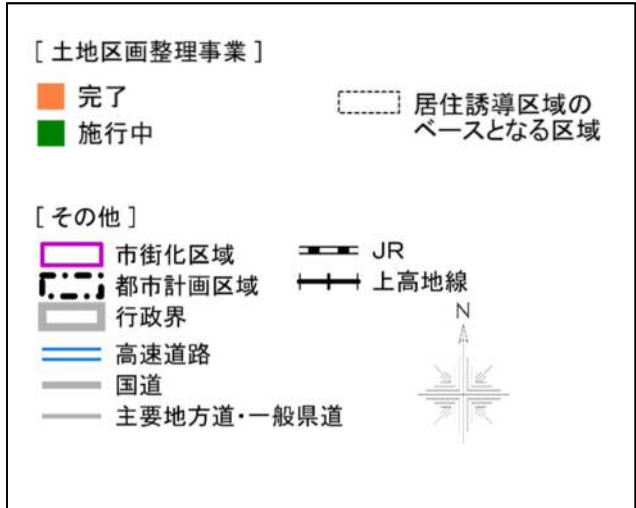 [ 土地区画整理事業 ]
完了
施行中
居住誘導区域の
ベースとなる区域
[ その他 ]
市街化区域
都市計画区域
行政界
高速道路
国道
主要地方道・一般県道
JR
上高地線
N